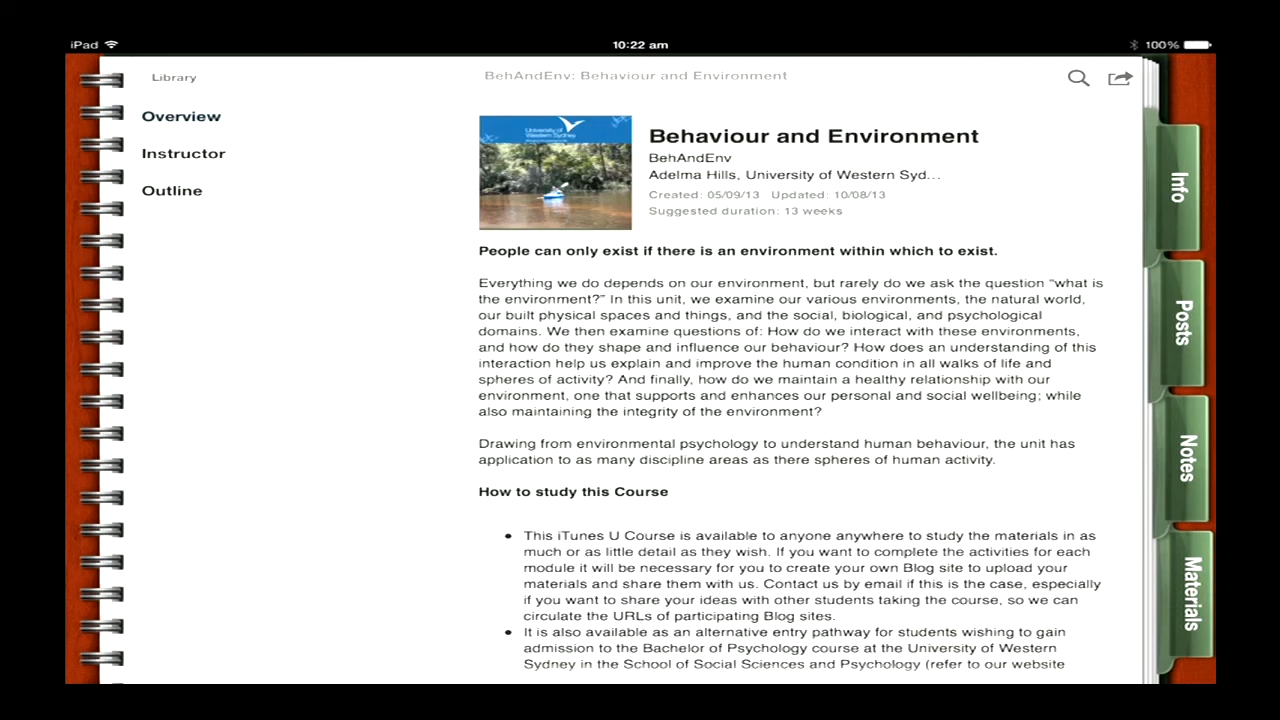 iPad
10:22 am
100%
Library
BehAndEnv: Behaviour and Environment
Overview
Instructor
Outline
University of
Western Sydney
Behaviour and Environment
BehAndEnv
Adelma Hills, University of Western Syd...
Created: 05/09/13 Updated: 10/08/13
Suggested duration: 13 weeks
People can only exist if there is an environment within which to exist.
Everything we do depends on our environment, but rarely do we ask the question “what is
the environment?” In this unit, we examine our various environments, the natural world,
our built physical spaces and things, and the social, biological, and psychological
domains. We then examine questions of: How do we interact with these environments,
and how do they shape and influence our behaviour? How does an understanding of this
interaction help us explain and improve the human condition in all walks of life and
spheres of activity? And finally, how do we maintain a healthy relationship with our
environment, one that supports and enhances our personal and social wellbeing; while
also maintaining the integrity of the environment?
Drawing from environmental psychology to understand human behaviour, the unit has
application to as many discipline areas as there spheres of human activity.
How to study this Course
• This iTunes U Course is available to anyone anywhere to study the materials in as
much or as little detail as they wish. If you want to complete the activities for each
module it will be necessary for you to create your own Blog site to upload your
materials and share them with us. Contact us by email if this is the case, especially
if you want to share your ideas with other students taking the course, so we can
circulate the URLs of participating Blog sites.
• It is also available as an alternative entry pathway for students wishing to gain
admission to the Bachelor of Psychology course at the University of Western
Sydney in the School of Social Sciences and Psychology (refer to our website
Info
Posts
Notes
Materials